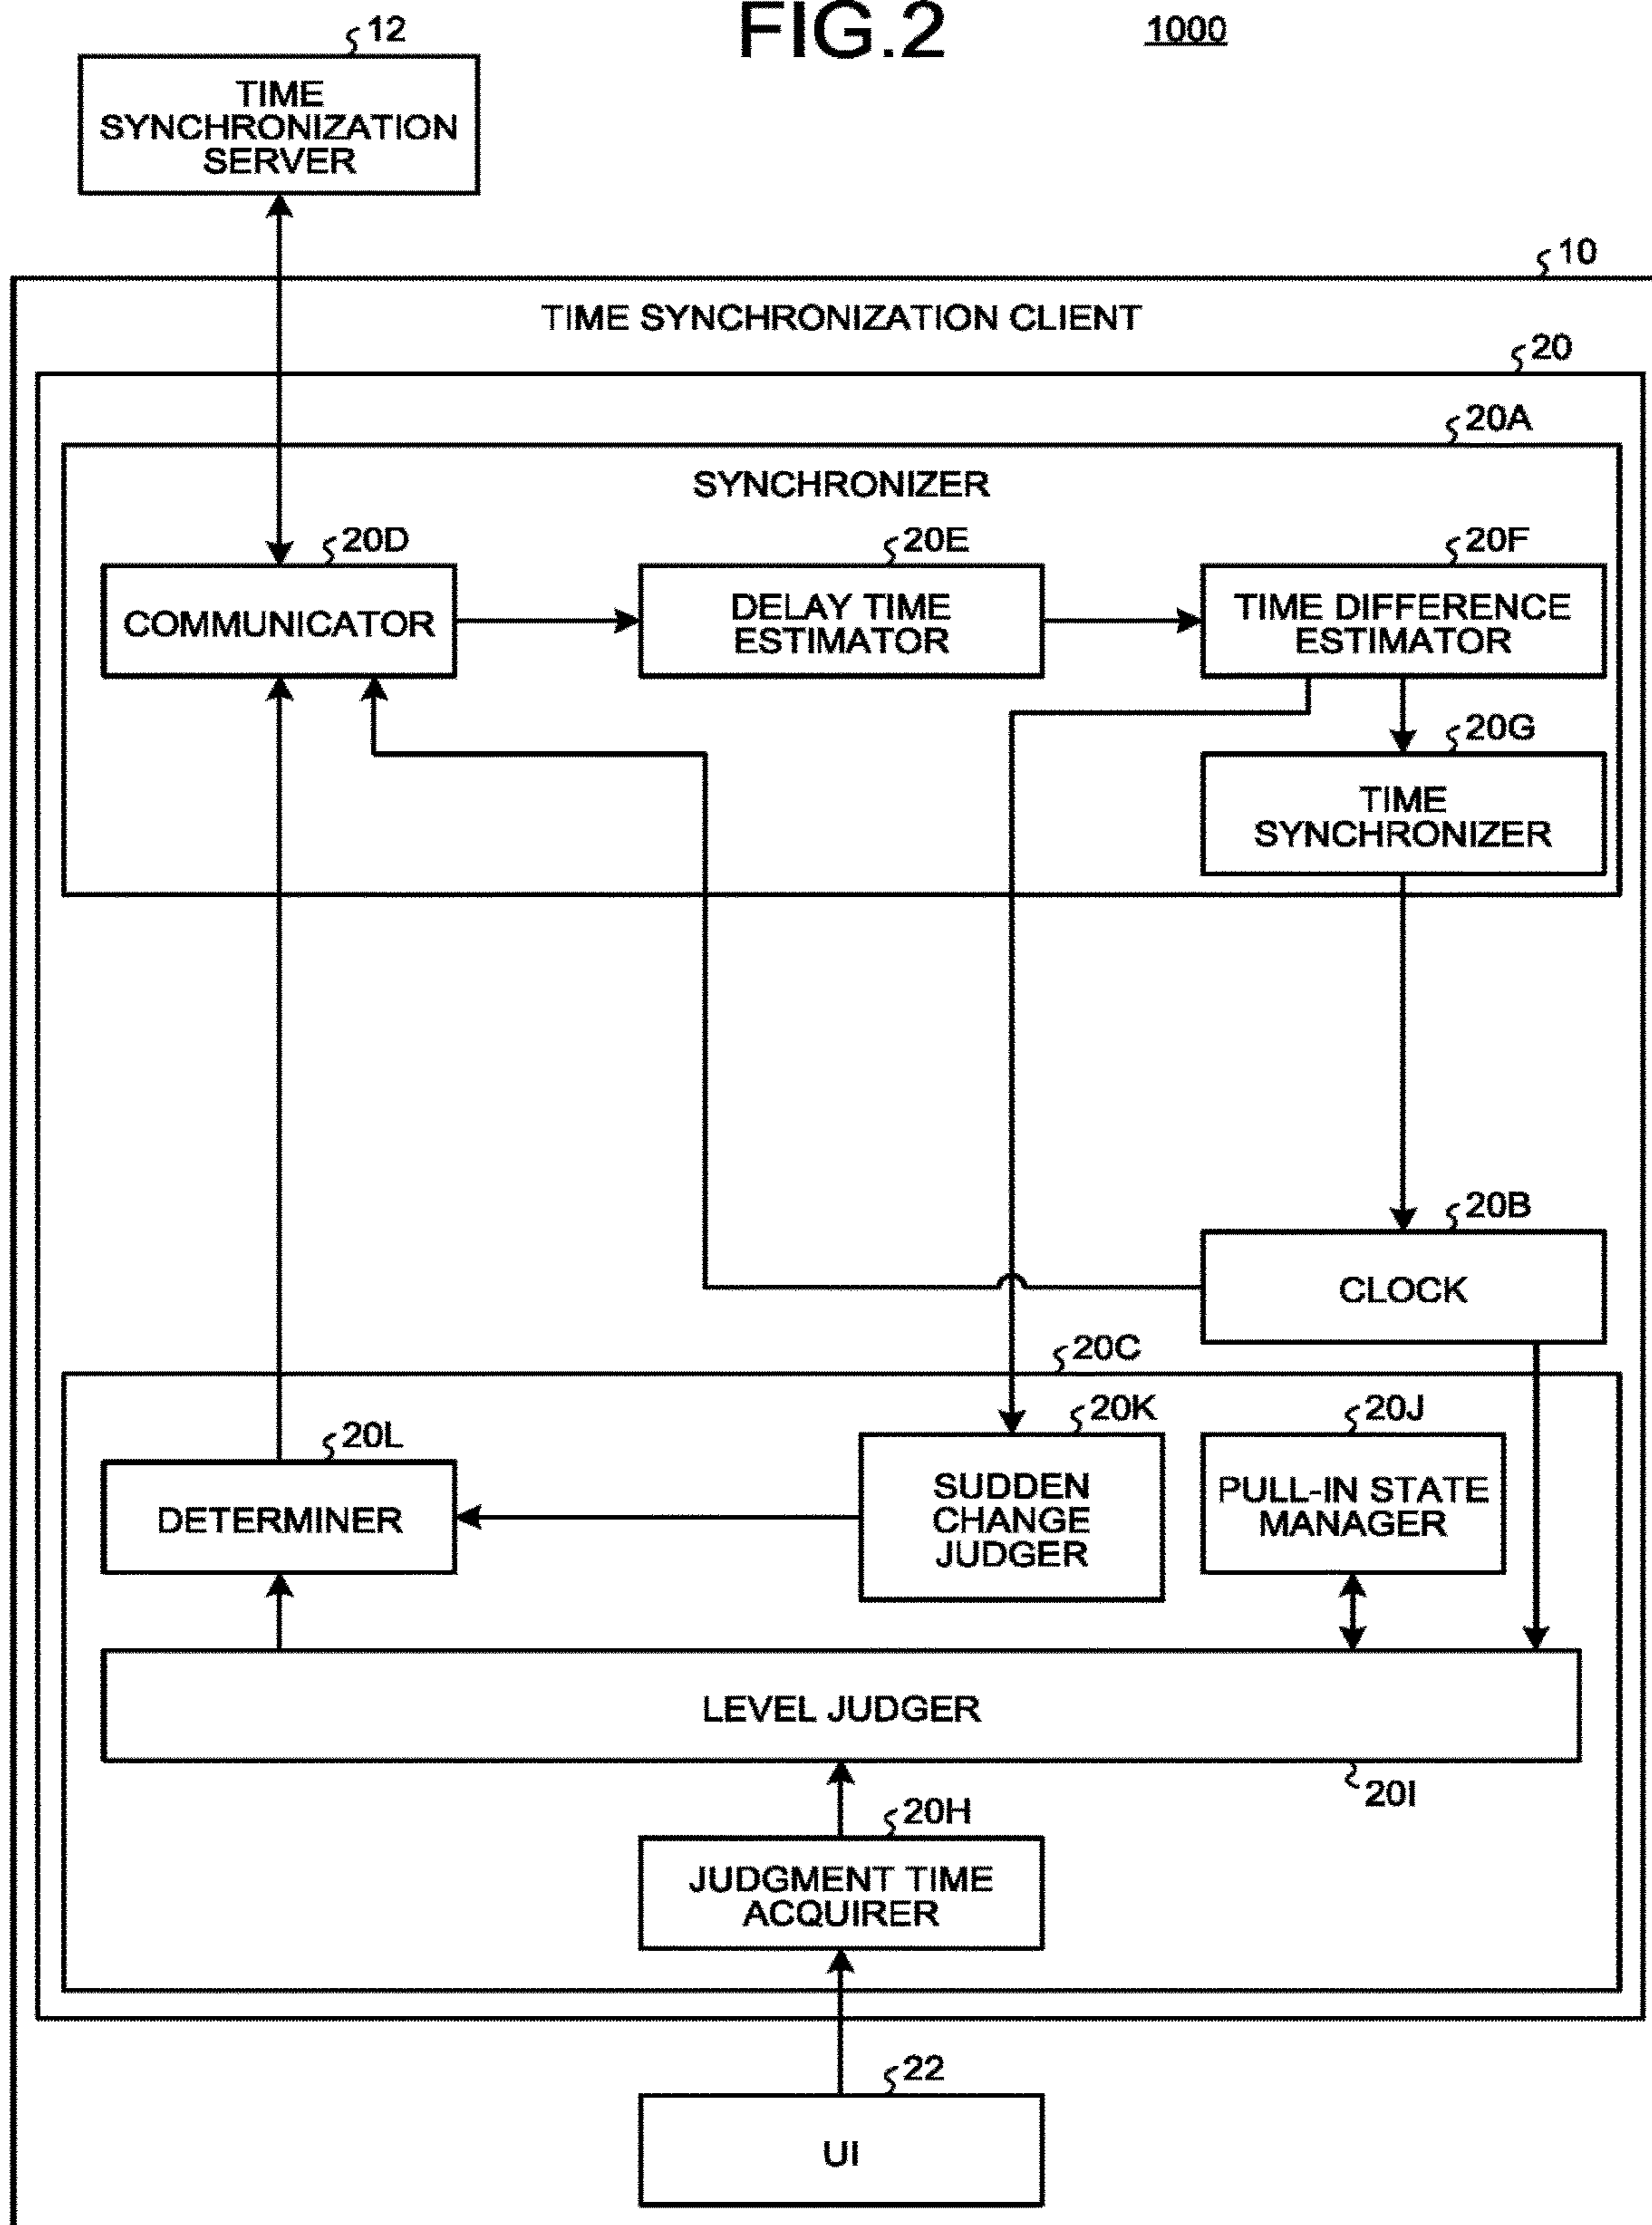 FIG.2
1000
12
TIME
SYNCHRONIZATION
SERVER
10
TIME SYNCHRONIZATION CLIENT
20
20A
SYNCHRONIZER
20D
COMMUNICATOR
20E
DELAY TIME
ESTIMATOR
20F
TIME DIFFERENCE
ESTIMATOR
20G
TIME
SYNCHRONIZER
20B
CLOCK
20C
20L
DETERMINER
20K
SUDDEN
CHANGE
JUDGER
20J
PULL-IN STATE
MANAGER
LEVEL JUDGER
20I
20H
JUDGMENT TIME
ACQUIRER
22
UI